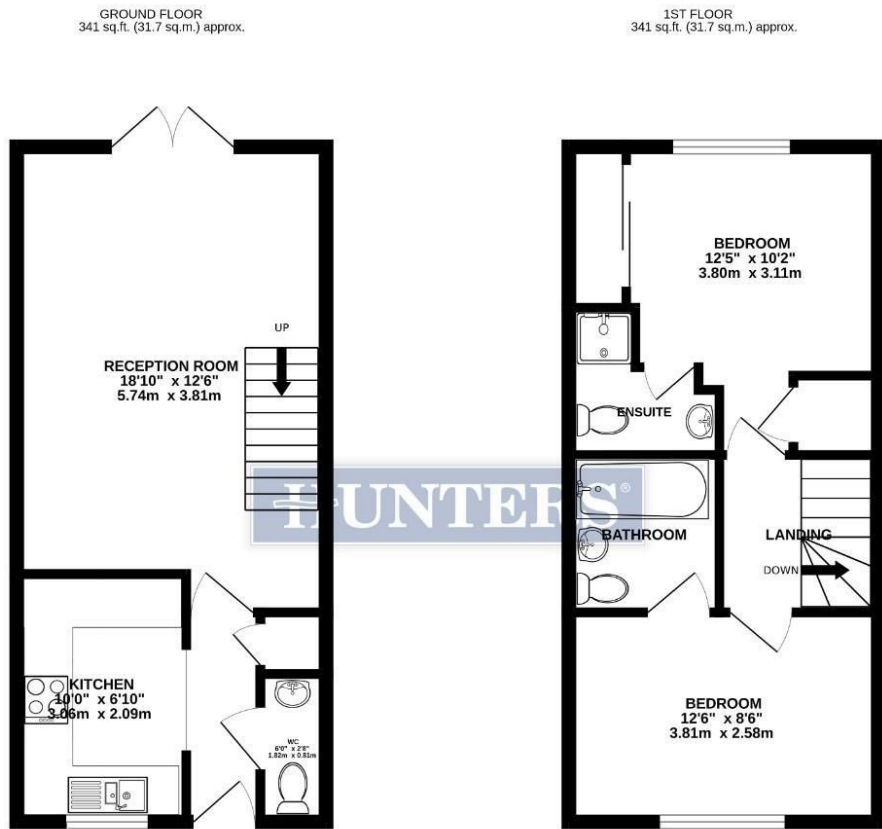 GROUND FLOOR
341 sq.ft. (31.7 sq.m.) approx.
1ST FLOOR
341 sq.ft. (31.7 sq.m.) approx.
UP
RECEPTION ROOM
18'10" x 12'6"
5.74m x 3.81m
KITCHEN
10'0" x 6'10"
3.06m x 2.09m
WC
6'0" x 2'8"
1.82m x 0.81m
BEDROOM
12'5" x 10'2"
3.80m x 3.11m
ENSUITE
BATHROOM
LANDING
DOWN
BEDROOM
12'6" x 8'6"
3.81m x 2.58m
HUNTERS®